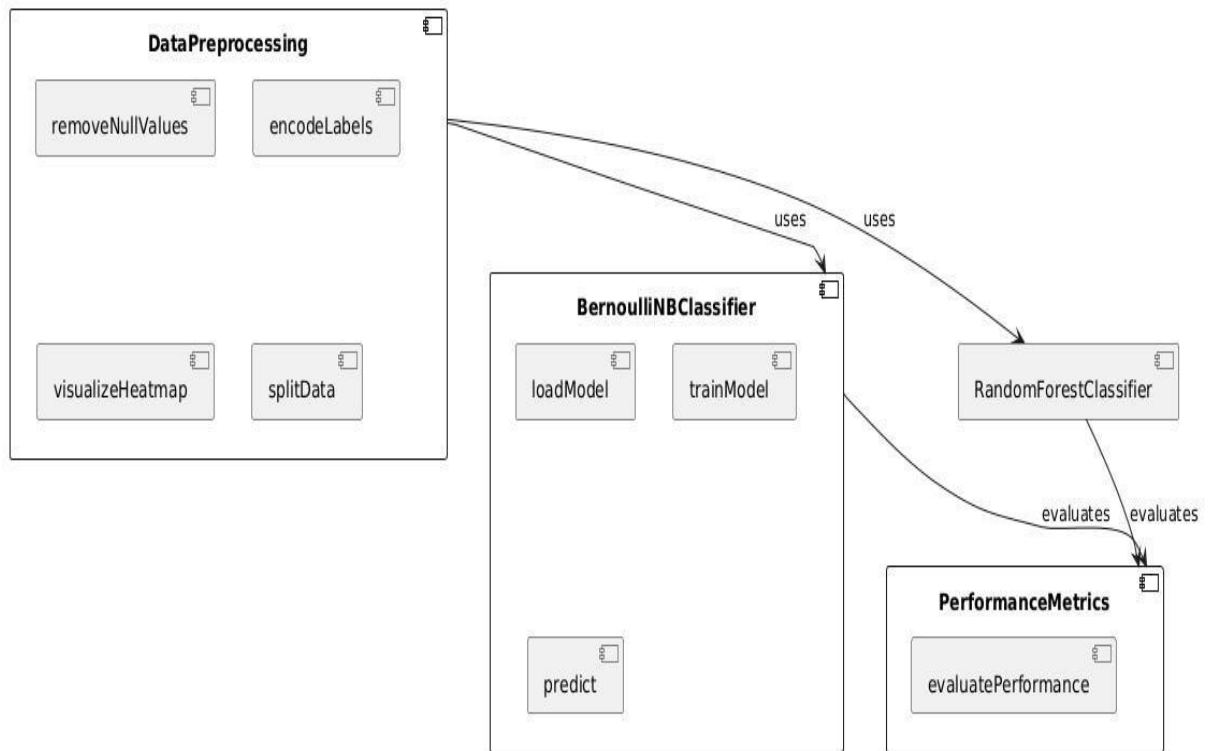 DataPreprocessing
removeNullValues
encodeLabels
visualizeHeatmap
splitData
uses
uses
BernoulliNBClassifier
loadModel
trainModel
predict
RandomForestClassifier
evaluates
evaluates
PerformanceMetrics
evaluatePerformance